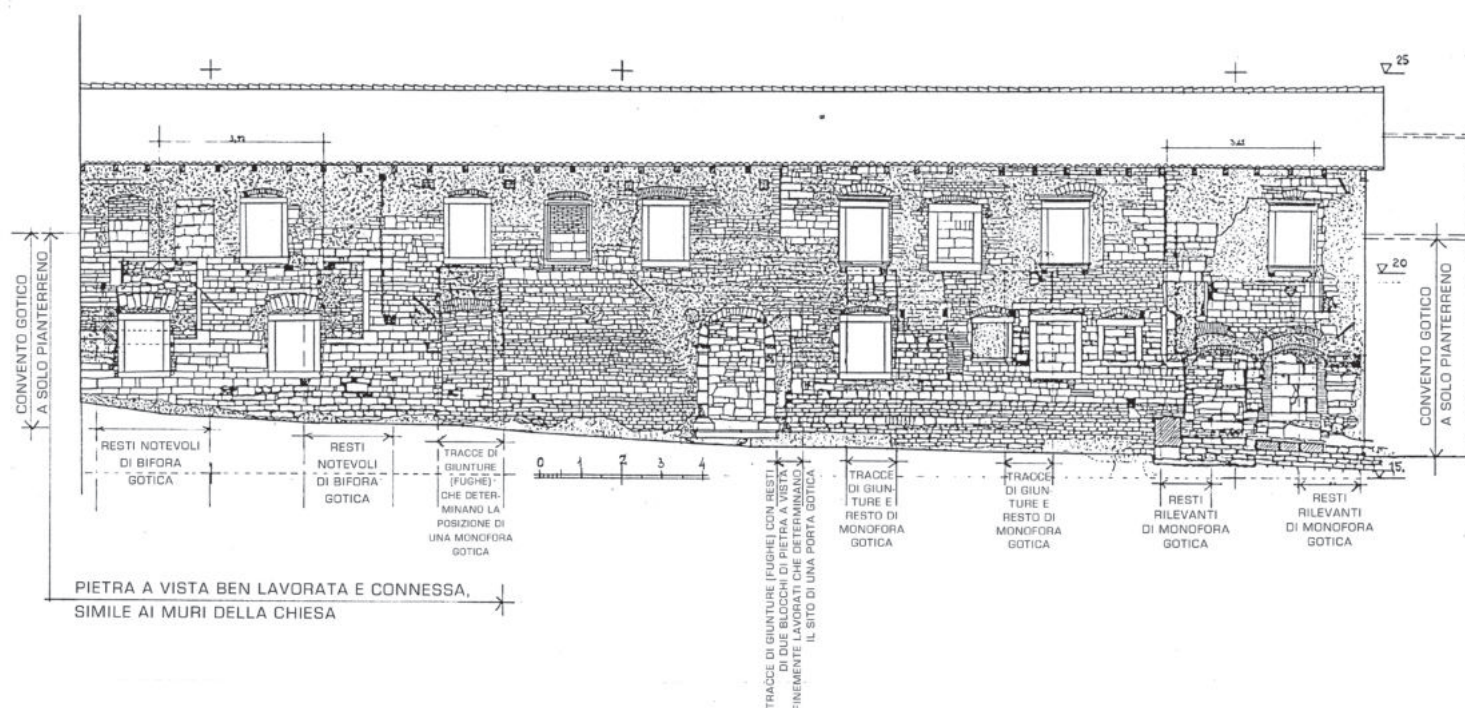 25
3,97
3,63
20
CONVENTO GOTICO
A SOLO PIANTERRENO
CONVENTO GOTICO
A SOLO PIANTERRENO
RESTI NOTEVOLI
DI BIFORA
GOTICA
RESTI
NOTEVOLI
DI BIFORA
GOTICA
TRACCE DI
GIUNTURE
(FUGHE)
CHE DETER-
MINANO LA
POSIZIONE DI
UNA MONOFORA
GOTICA
0 1 2 3 4
TRACCE DI GIUNTURE (FUGHE) CON RESTI
DI DUE BLOCCHI DI PIETRA A VISTA
FINEMENTE LAVORATI CHE DETERMINANO
IL SITO DI UNA PORTA GOTICA
TRACCE
DI GIUN-
TURE E
RESTO DI
MONOFORA
GOTICA
TRACCE
DI GIUN-
TURE E
RESTO DI
MONOFORA
GOTICA
RESTI
RILEVANTI
DI MONOFORA
GOTICA
RESTI
RILEVANTI
DI MONOFORA
GOTICA
15.
PIETRA A VISTA BEN LAVORATA E CONNESSA,
SIMILE AI MURI DELLA CHIESA